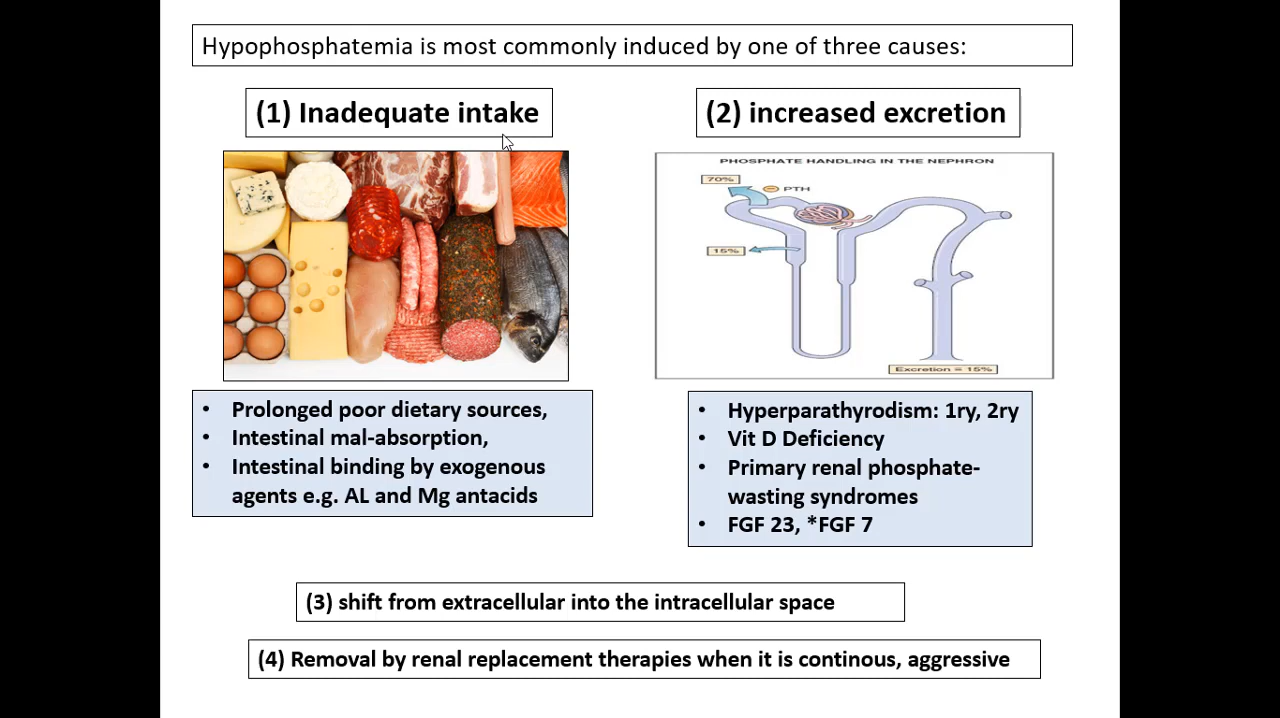 Hypophosphatemia is most commonly induced by one of three causes:
(1) Inadequate intake
(2) increased excretion
PHOSPHATE HANDLING IN THE NEPHRON
70%
PTH
15%
Excretion = 15%
• Prolonged poor dietary sources,
• Intestinal mal-absorption,
• Intestinal binding by exogenous
agents e.g. AL and Mg antacids
• Hyperparathyrodism: 1ry, 2ry
• Vit D Deficiency
• Primary renal phosphate-
wasting syndromes
• FGF 23, *FGF 7
(3) shift from extracellular into the intracellular space
(4) Removal by renal replacement therapies when it is continous, aggressive